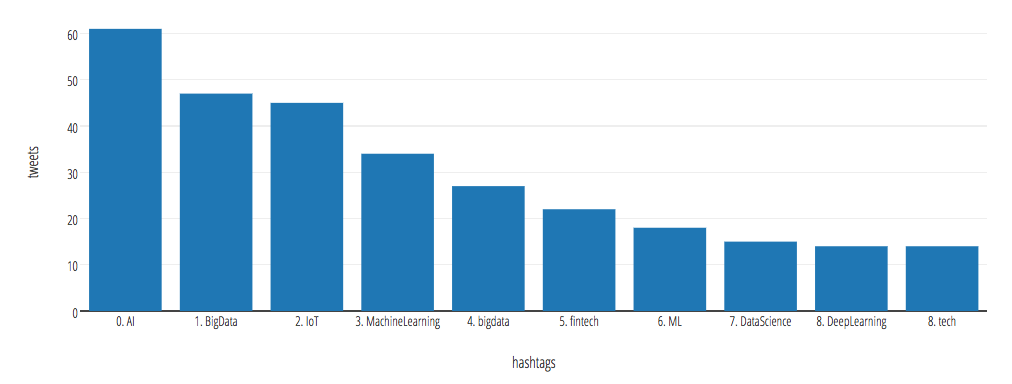 60
50
40
30
20
10
0
tweets
0. AI
1. BigData
2. IoT
3. MachineLearning
4. bigdata
5. fintech
6. ML
7. DataScience
8. DeepLearning
8. tech
hashtags